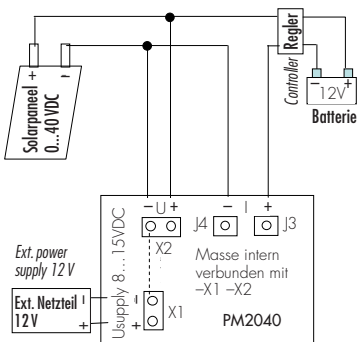 Solarpaneel
0...40 VDC
+ −
Controller
Regler
− +
12V
Batterie
− U +
− I +
X2
J4
J3
Usupply 8...15VDC
Masse intern
verbunden mit
–X1 –X2
Ext. power
supply 12 V
Ext. Netzteil
12 V
−
+
−
+
X1
PM2040